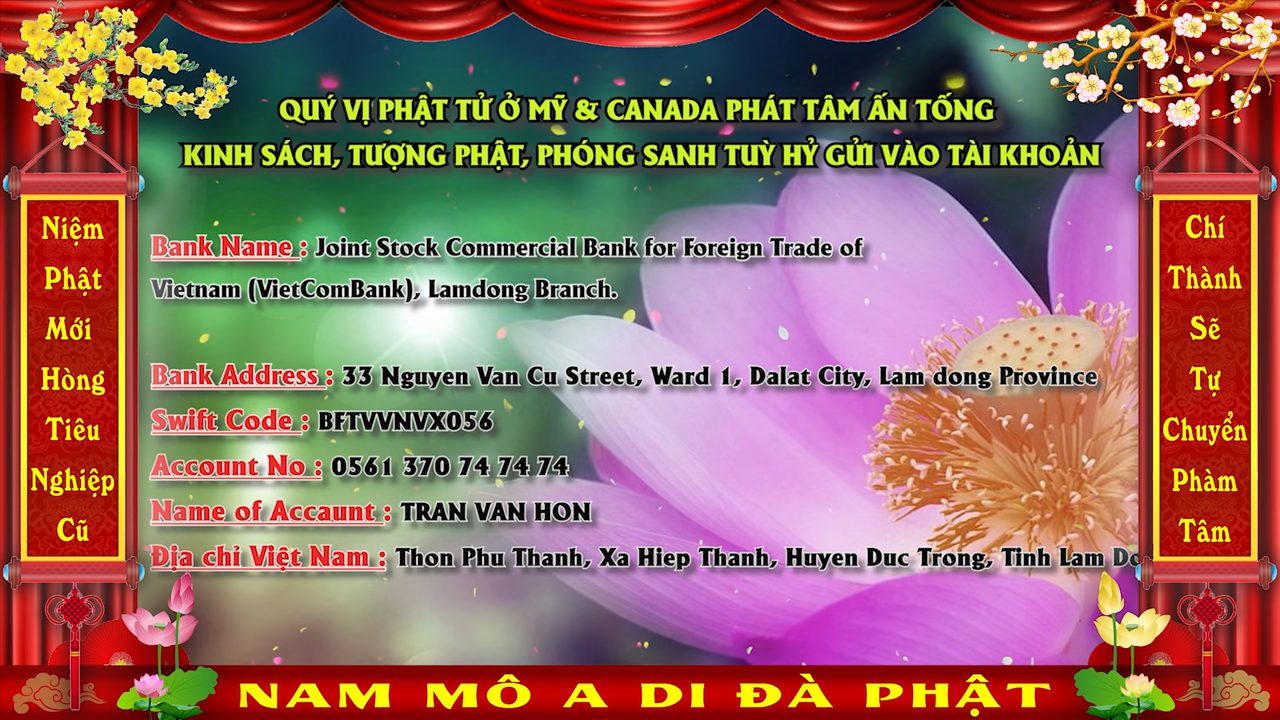 QUÝ VỊ PHẬT TỬ Ở MỸ & CANADA PHÁT TÂM ẤN TỐNG
KINH SÁCH, TƯỢNG PHẬT, PHÓNG SANH TUỲ HỶ GỬI VÀO TÀI KHOẢN
Niệm
Phật
Mới
Hòng
Tiêu
Nghiệp
Cũ
Bank Name : Joint Stock Commercial Bank for Foreign Trade of
Vietnam (VietComBank), Lamdong Branch.
Bank Address : 33 Nguyen Van Cu Street, Ward 1, Dalat City, Lam dong Province
Swift Code : BFTVVNVX056
Account No : 0561 370 74 74 74
Name of Accaunt : TRAN VAN HON
Địa chỉ Việt Nam : Thon Phu Thanh, Xa Hiep Thanh, Huyen Duc Trong, Tinh Lam Do
Chí
Thành
Sẽ
Tự
Chuyển
Phàm
Tâm
NAM MÔ A DI ĐÀ PHẬT